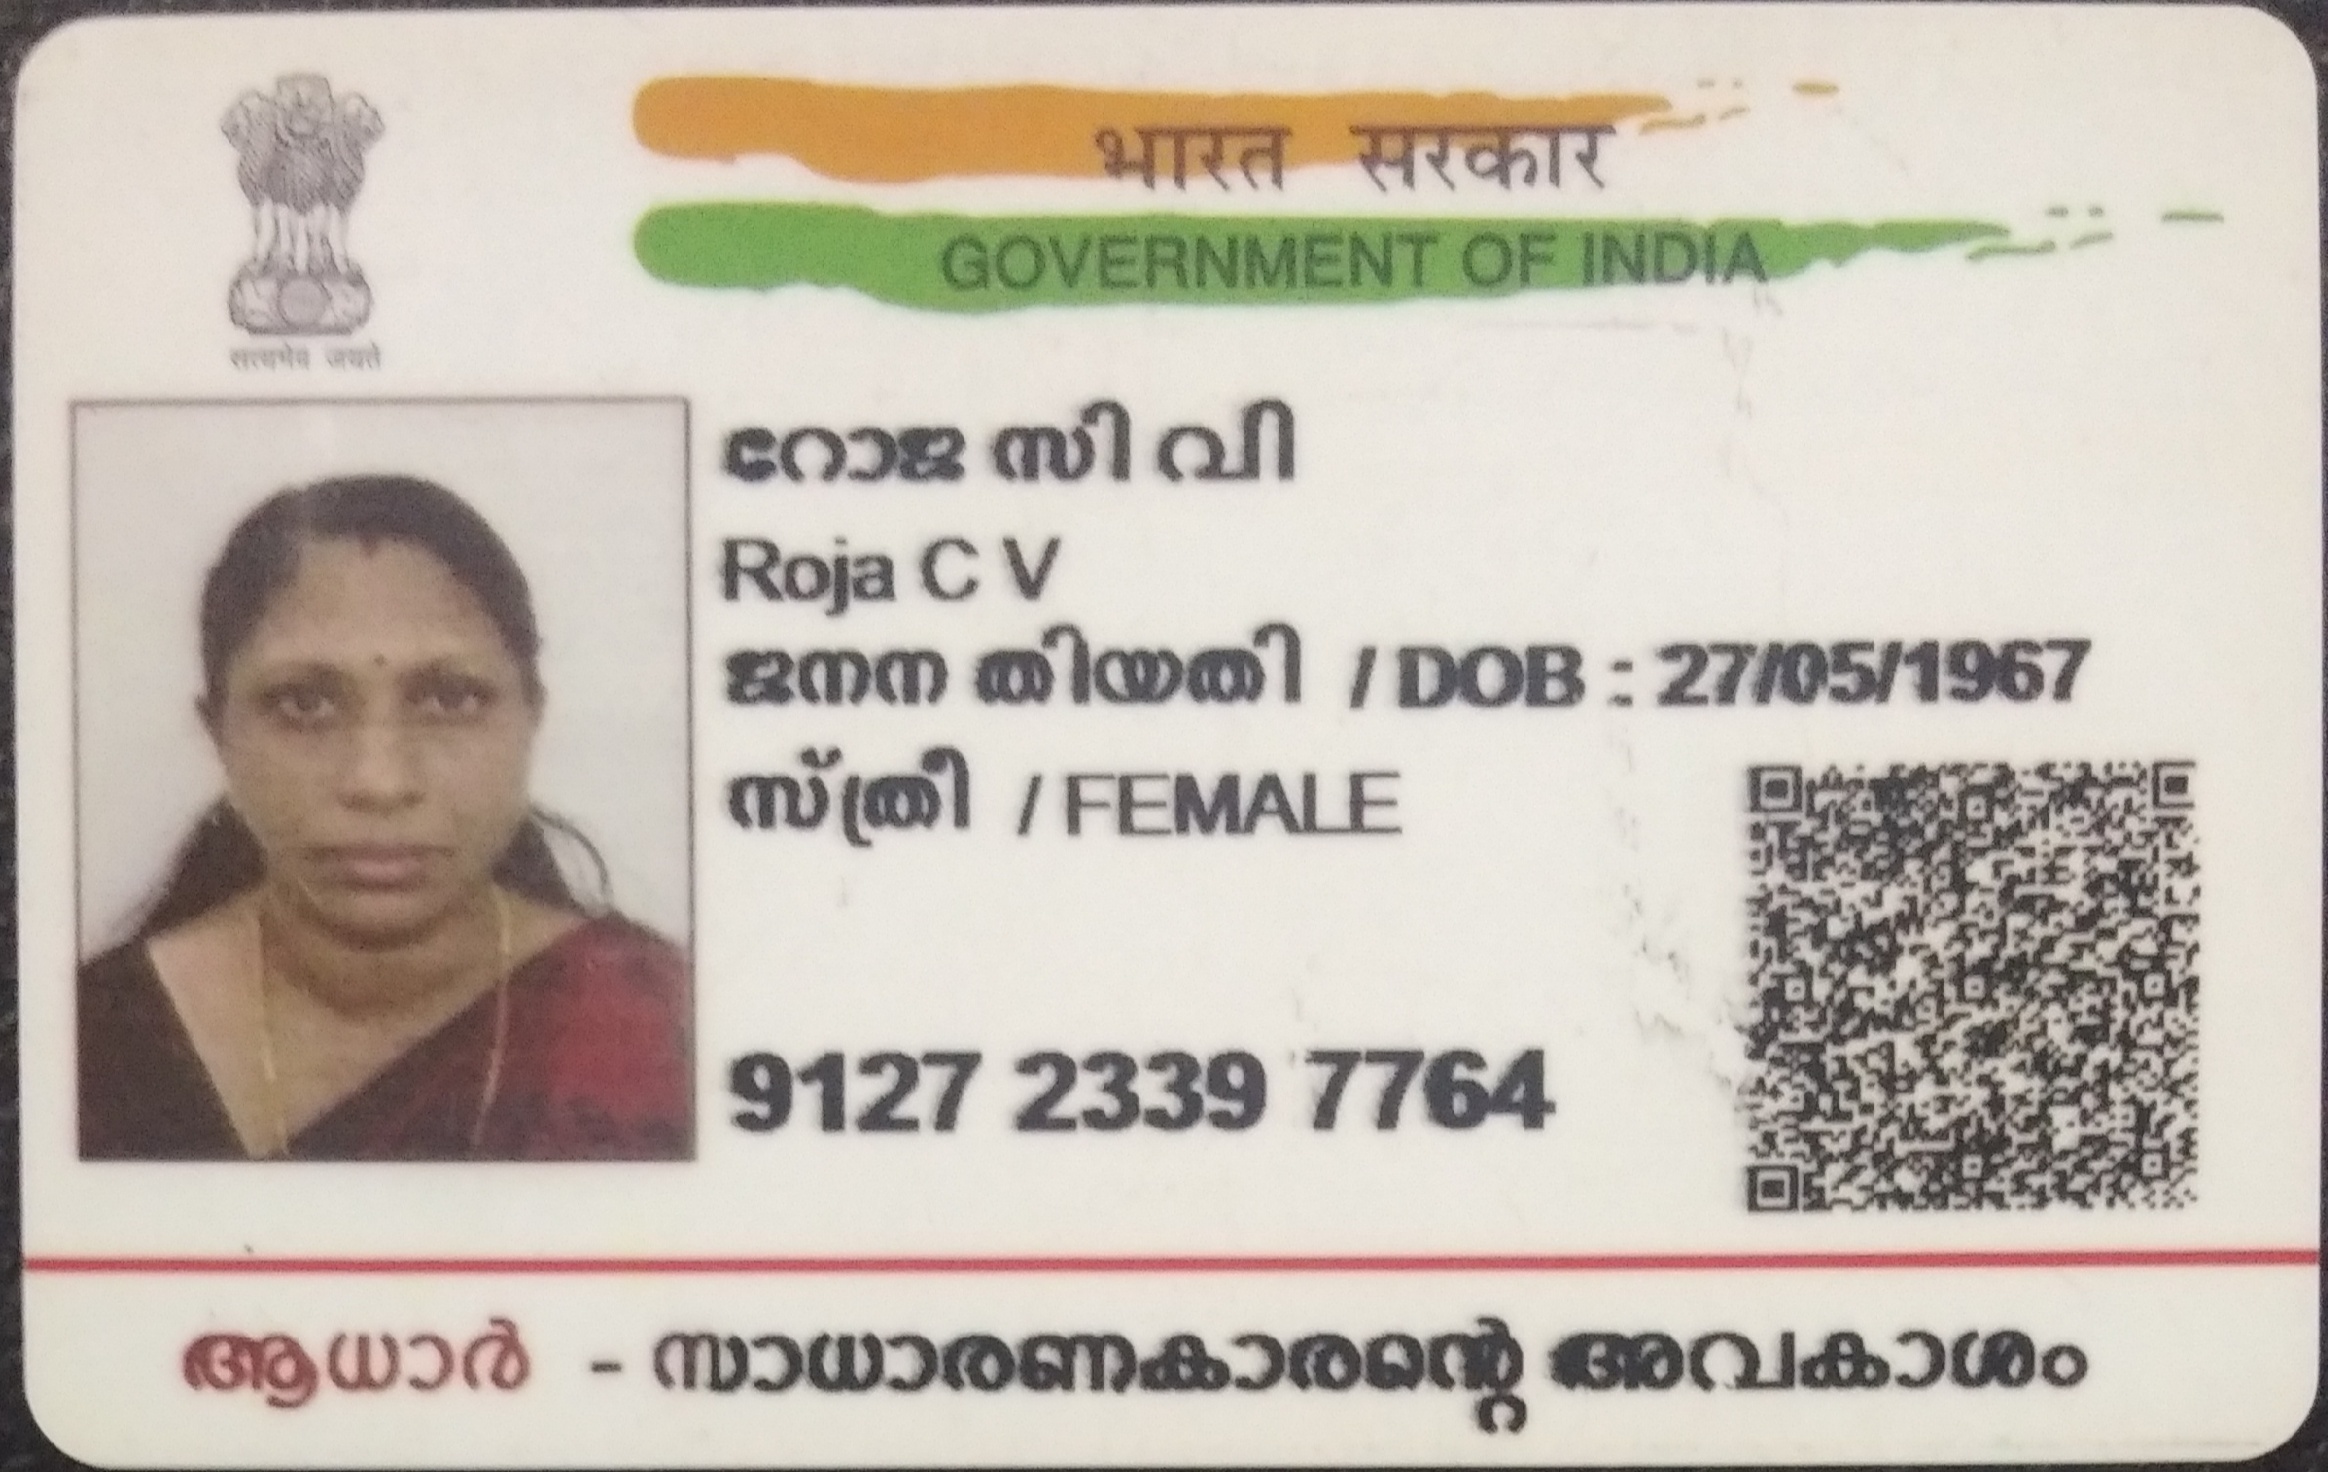 भारत सरकार
GOVERNMENT OF INDIA
सत्यमेव जयते
റോജ സി വി
Roja C V
ജനന തിയതി / DOB : 27/05/1967
സ്ത്രീ / FEMALE
9127 2339 7764
ആധാർ - സാധാരണകാരന്റെ അവകാശം